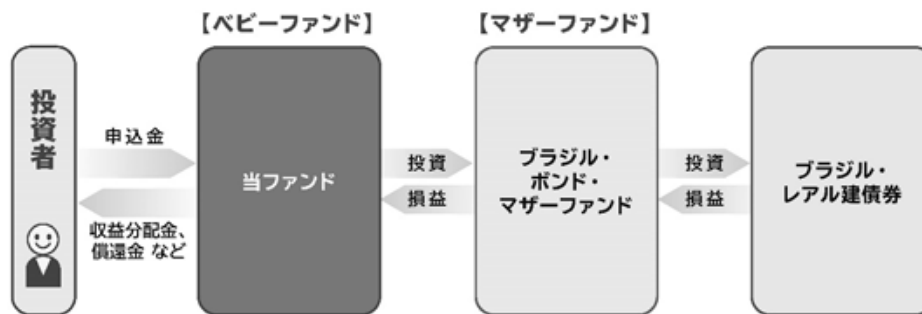 【ベビーファンド】
【マザーファンド】
投資者
申込金
収益分配金、
償還金 など
当ファンド
投資
損益
ブラジル・
ボンド・
マザーファンド
投資
損益
ブラジル・
レアル建債券